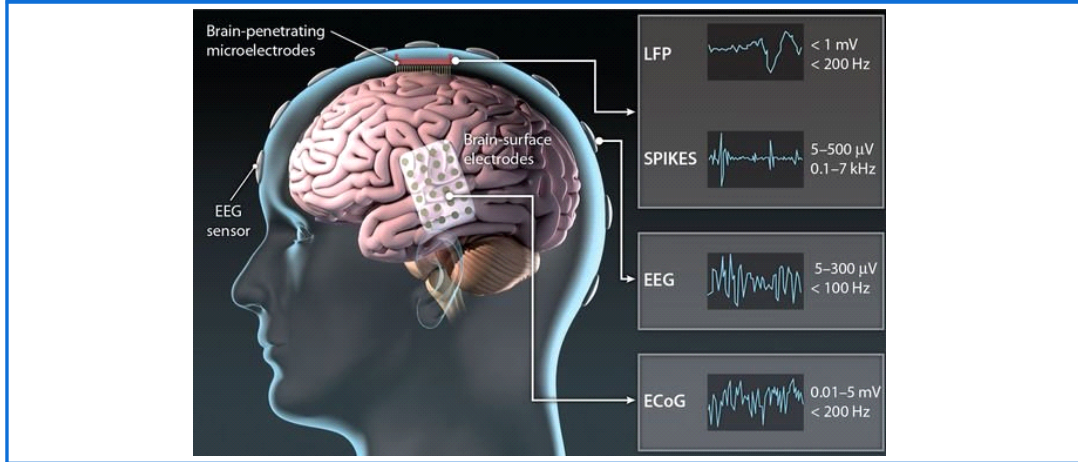 Brain-penetrating
microelectrodes
Brain-surface
electrodes
EEG
sensor
LFP
< 1 mV
< 200 Hz
SPIKES
5–500 µV
0.1–7 kHz
EEG
5–300 µV
< 100 Hz
ECoG
0.01–5 mV
< 200 Hz